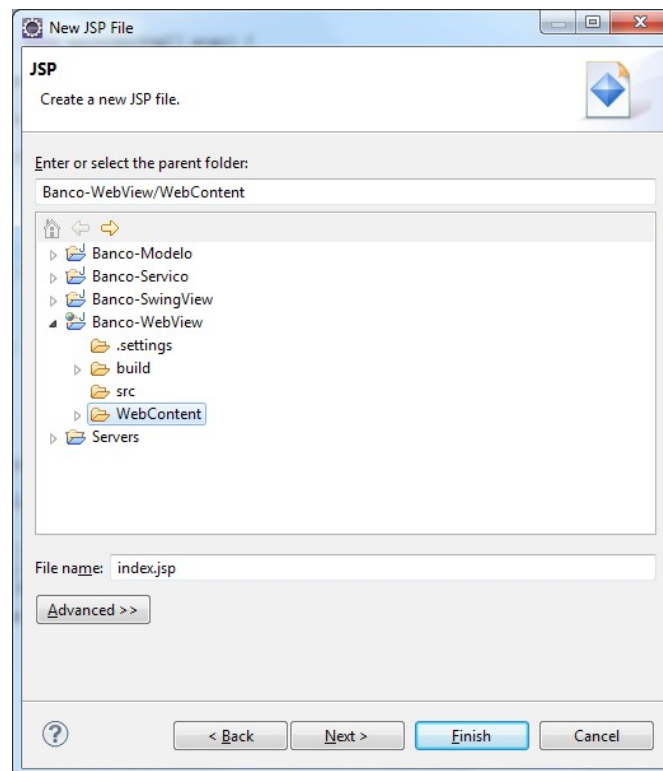 New JSP File
JSP
Create a new JSP file.
Enter or select the parent folder:
Banco-WebView/WebContent
Banco-Modelo
Banco-Servico
Banco-SwingView
Banco-WebView
.settings
build
src
WebContent
Servers
File name: index.jsp
Advanced >>
? < Back Next > Finish Cancel